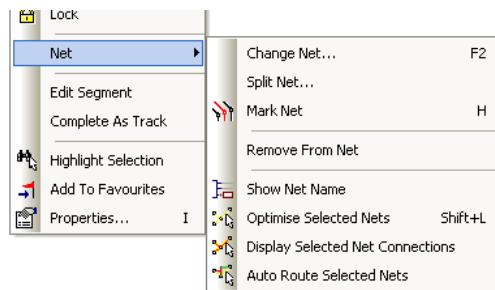 Lock
Net
Edit Segment
Complete As Track
Highlight Selection
Add To Favourites
Properties... I
Change Net... F2
Split Net...
Mark Net H
Remove From Net
Show Net Name
Optimise Selected Nets Shift+L
Display Selected Net Connections
Auto Route Selected Nets